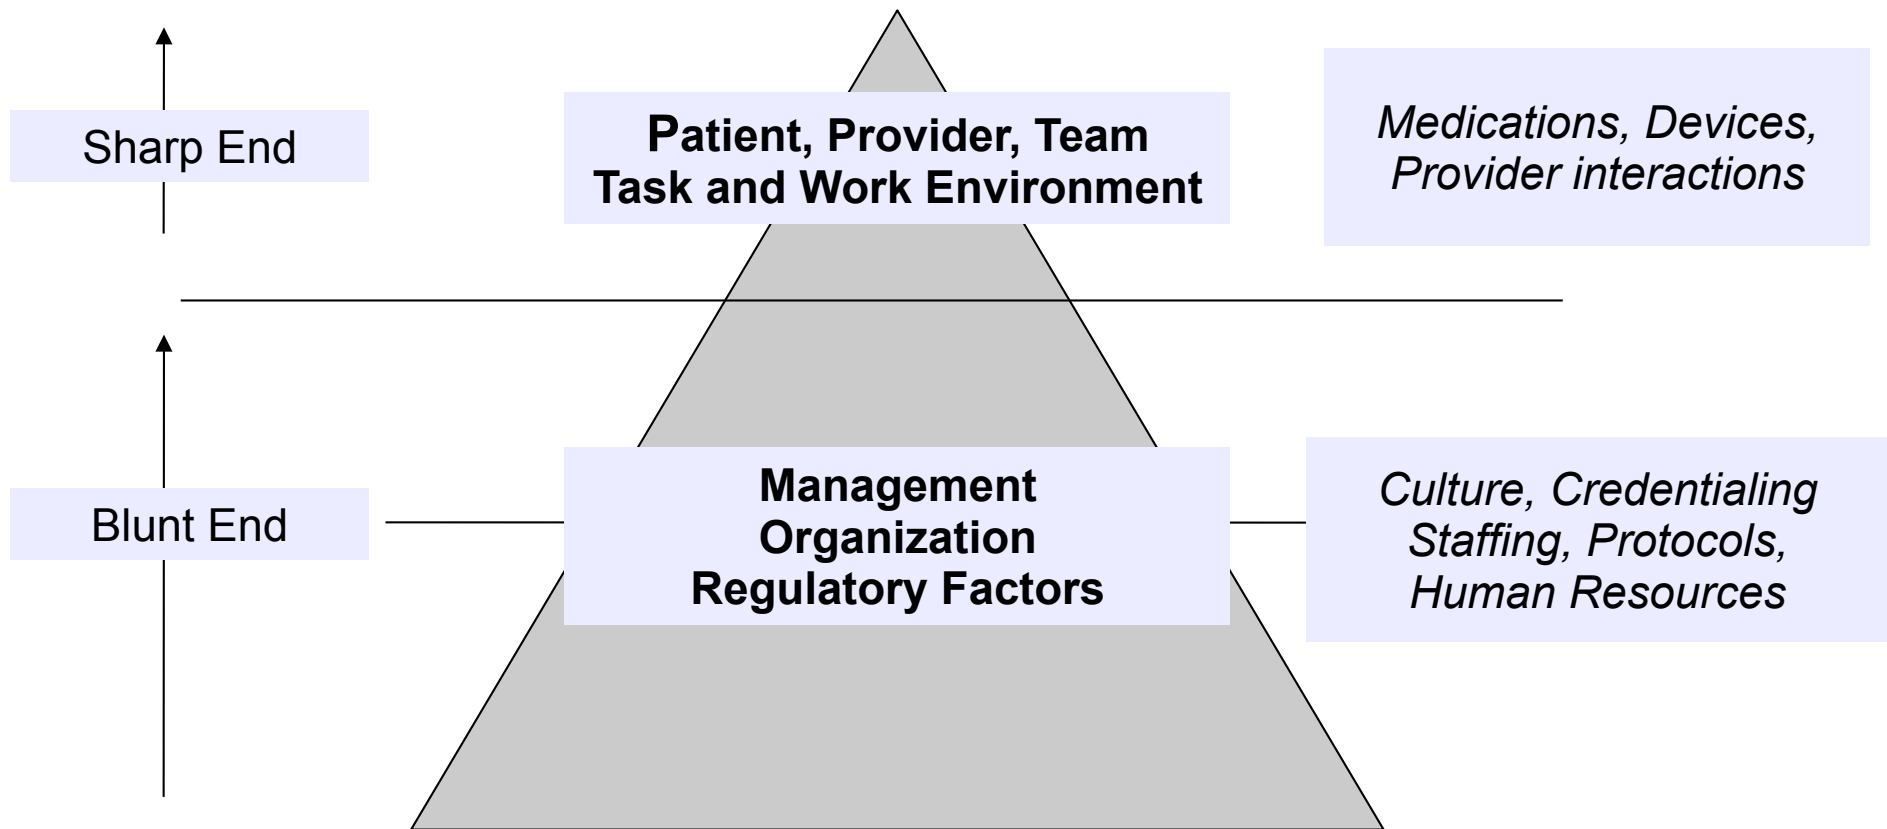 Sharp End
Patient, Provider, Team
Task and Work Environment
Medications, Devices,
Provider interactions
Blunt End
Management
Organization
Regulatory Factors
Culture, Credentialing
Staffing, Protocols,
Human Resources